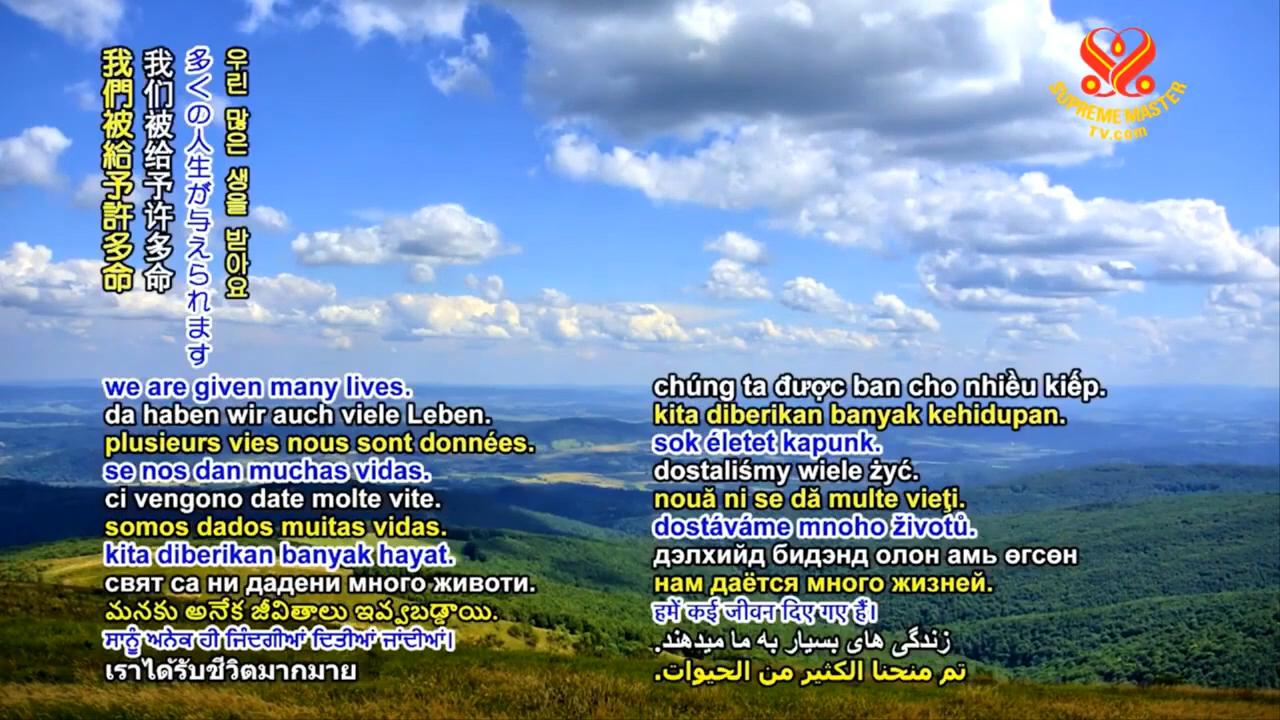 我們被給予許多命
我们被给予许多命
多くの人生が与えられます
우린 많은 생을 받아요
SUPREME MASTER
TV.com
we are given many lives.
da haben wir auch viele Leben.
plusieurs vies nous sont données.
se nos dan muchas vidas.
ci vengono date molte vite.
somos dados muitas vidas.
kita diberikan banyak hayat.
свят са ни дадени много животи.
మనకు అనేక జీవితాలు ఇవ్వబడ్డాయి.
ਸਾਨੂੰ ਅਨੇਕ ਹੀ ਜਿੰਦਗੀਆਂ ਦਿਤੀਆਂ ਜਾਂਦੀਆਂ।
เราได้รับชีวิตมากมาย
chúng ta được ban cho nhiều kiếp.
kita diberikan banyak kehidupan.
sok életet kapunk.
dostaliśmy wiele żyć.
nouă ni se dă multe vieţi.
dostáváme mnoho životů.
дэлхийд бидэнд олон амь өгсөн
нам даётся много жизней.
हमें कई जीवन दिए गए हैं।
زندگی های بسیار به ما میدهند.
تم منحنا الكثير من الحيوات.